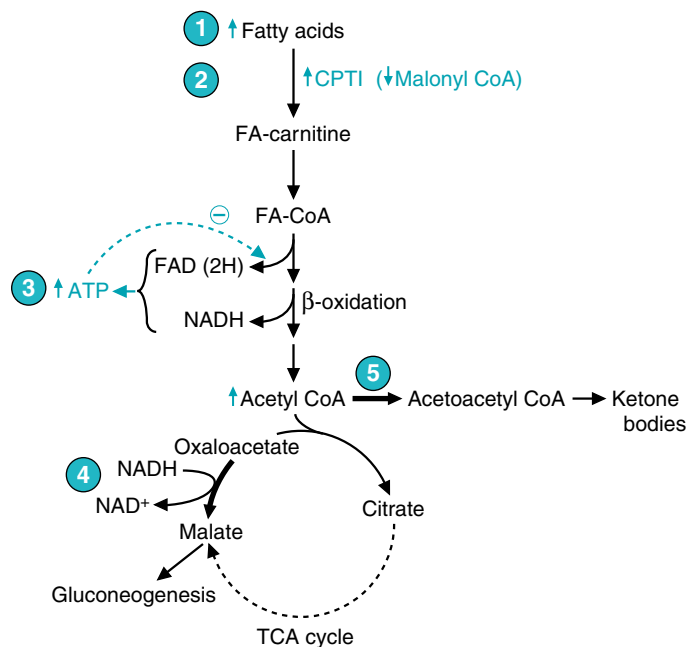 1 ↑ Fatty acids
2 ↑CPTI (↓Malonyl CoA)
FA-carnitine
FA-CoA
−
FAD (2H)
3 ↑ ATP
β-oxidation
NADH
5
↑Acetyl CoA Acetoacetyl CoA Ketone
bodies
Oxaloacetate
4 NADH
NAD⁺
Citrate
Malate
Gluconeogenesis
TCA cycle